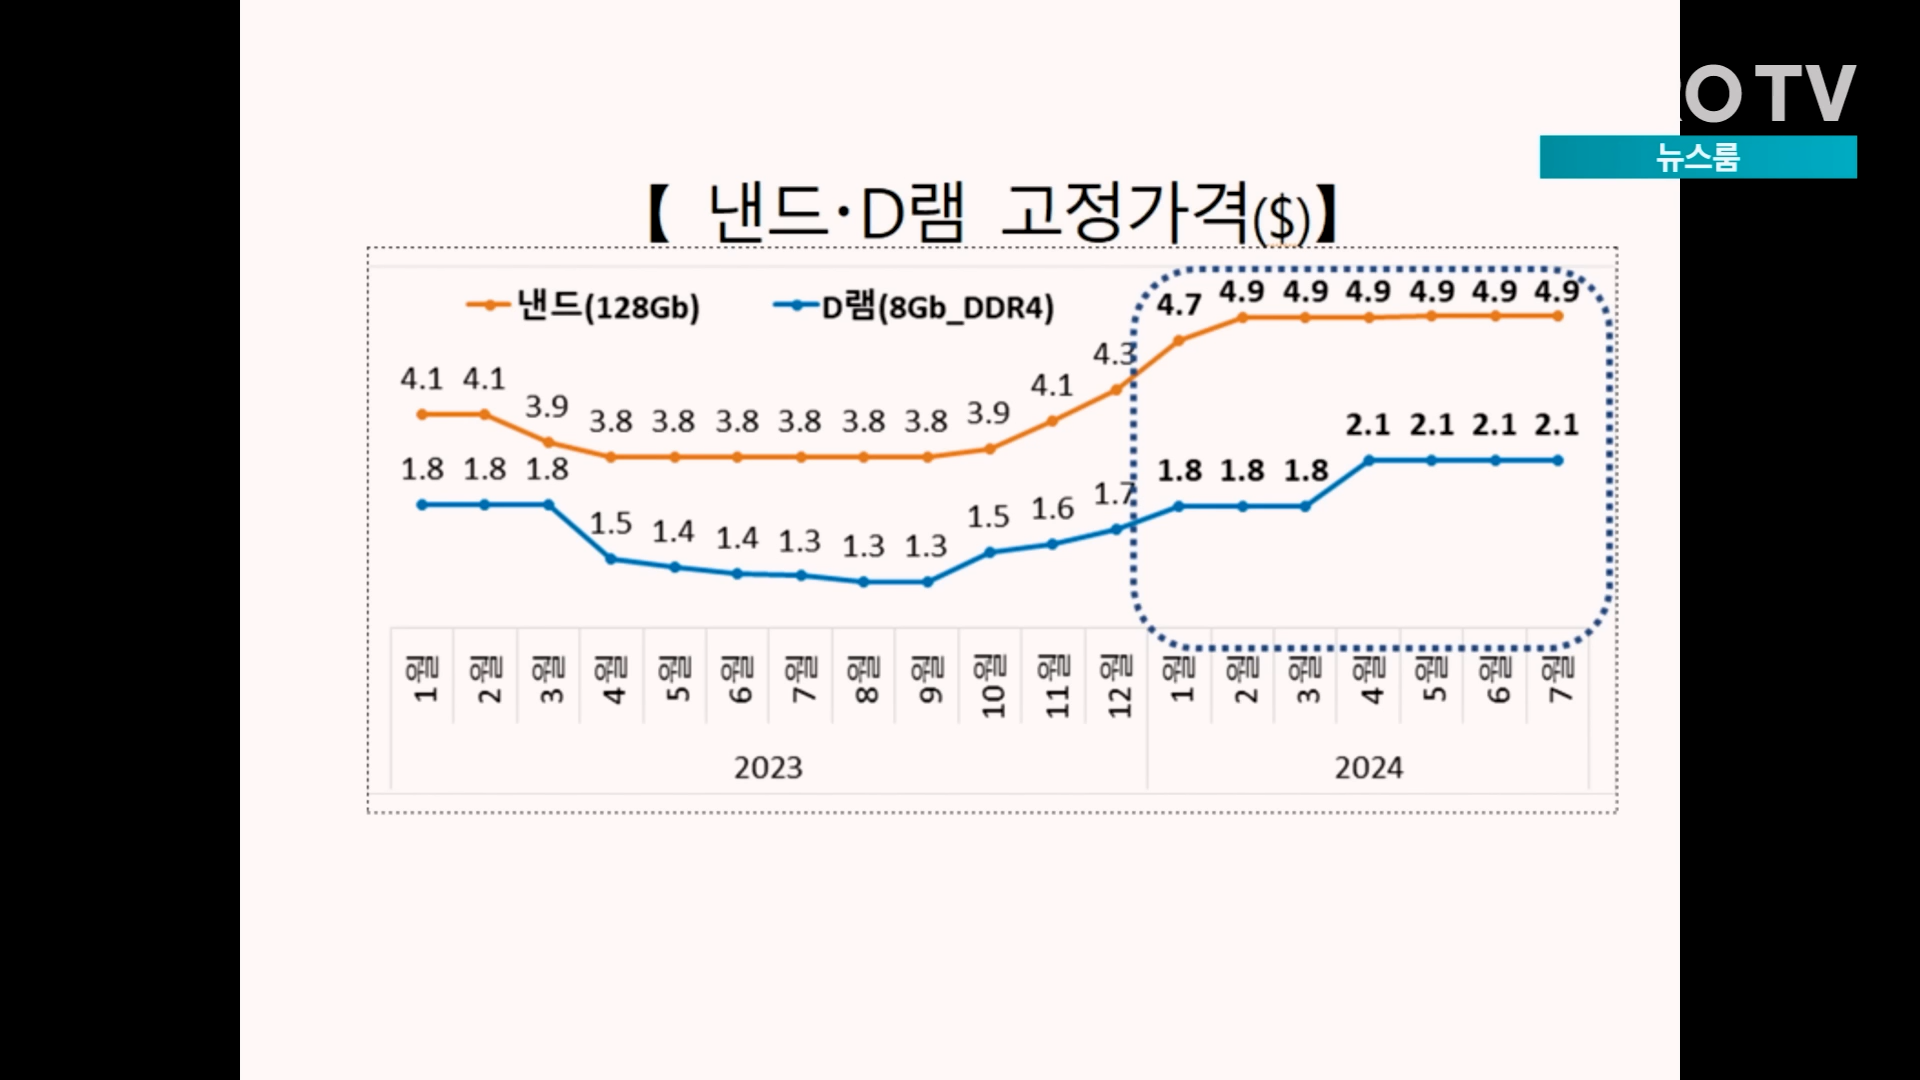 O TV
뉴스룸
【 낸드·D램 고정가격($)】
낸드(128Gb) D램(8Gb_DDR4)
4.1 4.1 3.9 3.8 3.8 3.8 3.8 3.8 3.8 3.9 4.1 4.3 4.7 4.9 4.9 4.9 4.9 4.9 4.9
1.8 1.8 1.8 1.5 1.4 1.4 1.3 1.3 1.3 1.5 1.6 1.7 1.8 1.8 1.8 2.1 2.1 2.1 2.1
1월 2월 3월 4월 5월 6월 7월 8월 9월 10월 11월 12월 1월 2월 3월 4월 5월 6월 7월
2023 2024